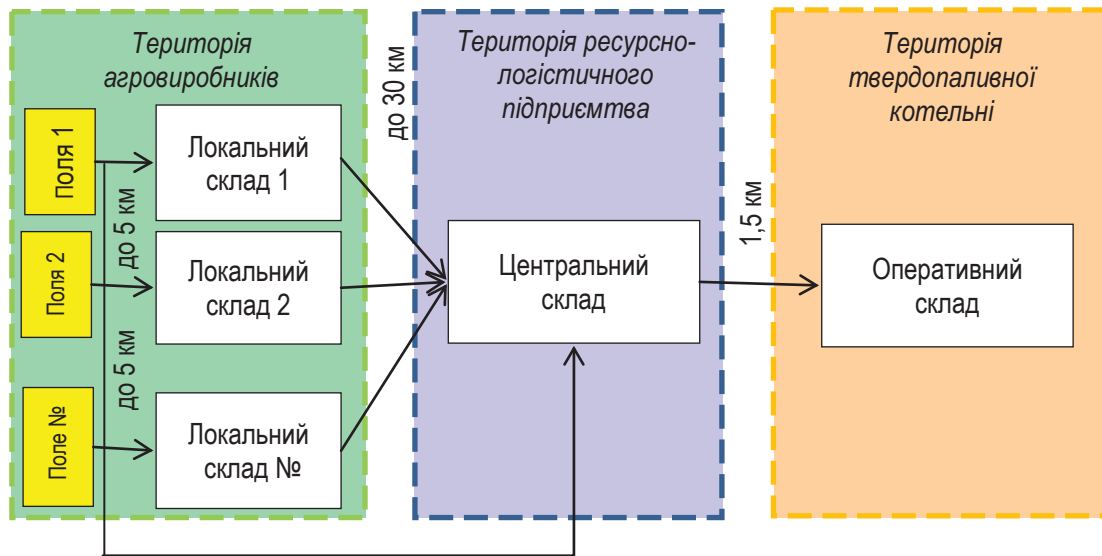 Територія
агровиробників
Поля 1
Локальний
склад 1
до 5 км
Поля 2
Локальний
склад 2
до 5 км
Поле №
Локальний
склад №
до 30 км
Територія ресурсно-
логістичного
підприємтва
Центральний
склад
1,5 км
Територія
твердопаливної
котельні
Оперативний
склад